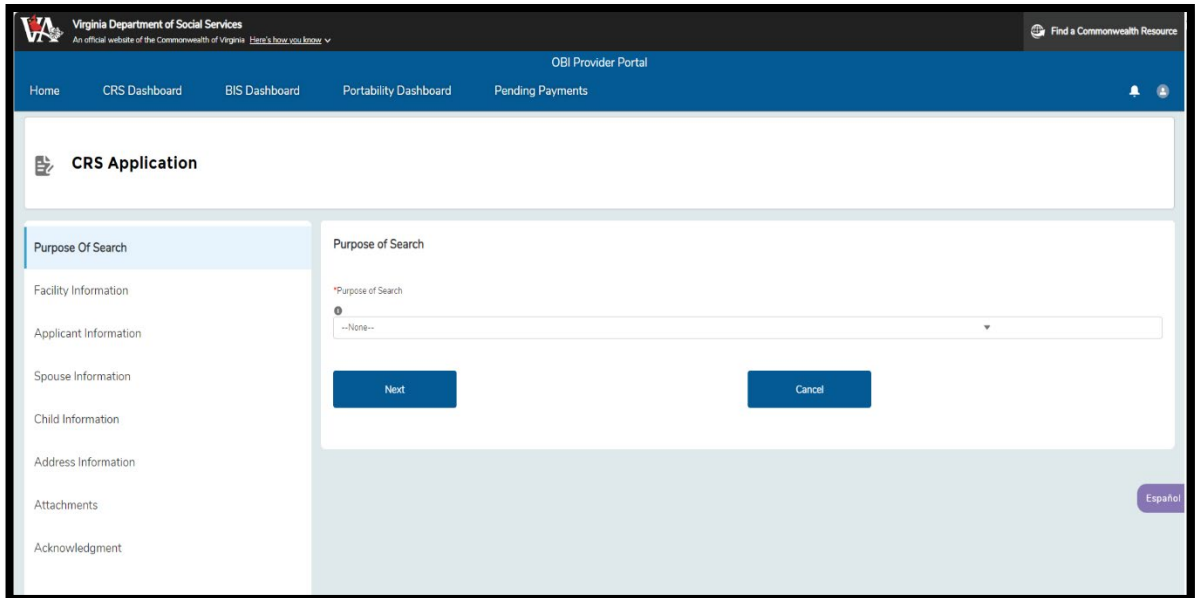 VA
Virginia Department of Social Services
An official website of the Commonwealth of Virginia Here's how you know
Find a Commonwealth Resource
OBI Provider Portal
Home CRS Dashboard BIS Dashboard Portability Dashboard Pending Payments
CRS Application
Purpose Of Search
Facility Information
Applicant Information
Spouse Information
Child Information
Address Information
Attachments
Acknowledgment
Purpose of Search
*Purpose of Search
--None--
Next Cancel
Español